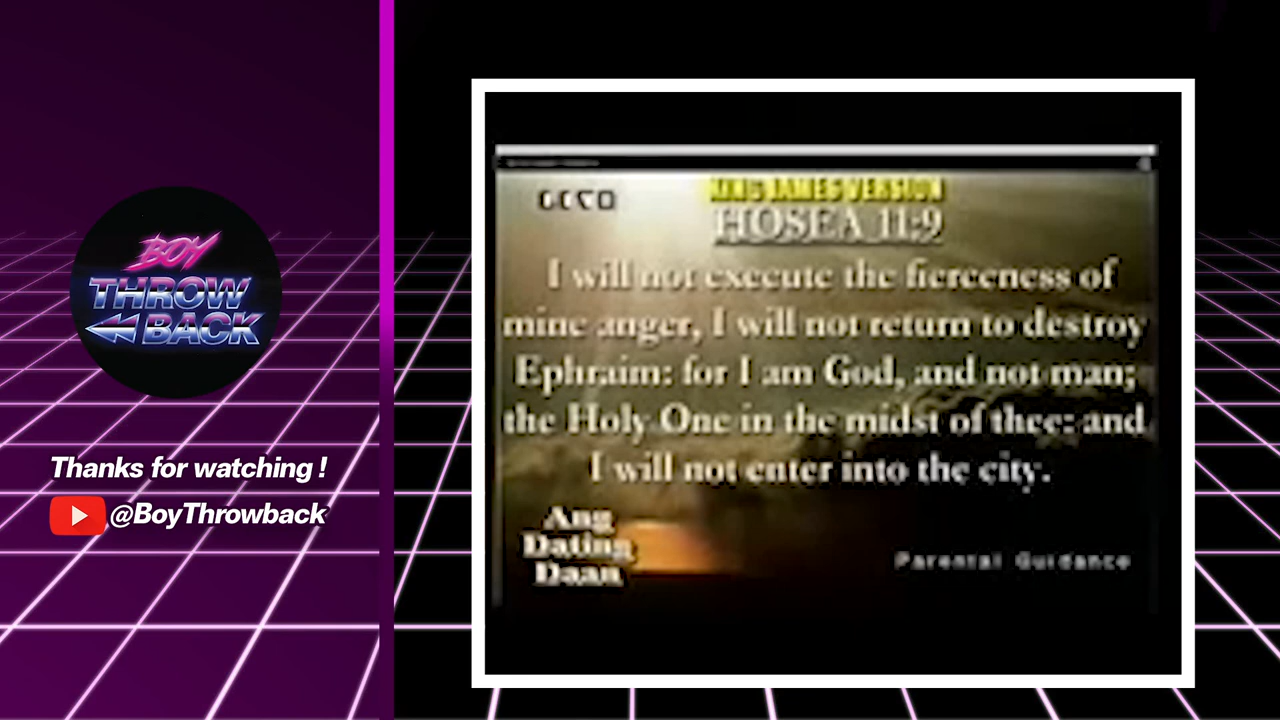 BOY
THROW
BACK
Thanks for watching !
@BoyThrowback
KING JAMES VERSION
HOSEA 11:9
I will not execute the fierceness of
mine anger, I will not return to destroy
Ephraim: for I am God, and not man;
the Holy One in the midst of thee: and
I will not enter into the city.
Ang
Dating
Daan
Parental Guidance